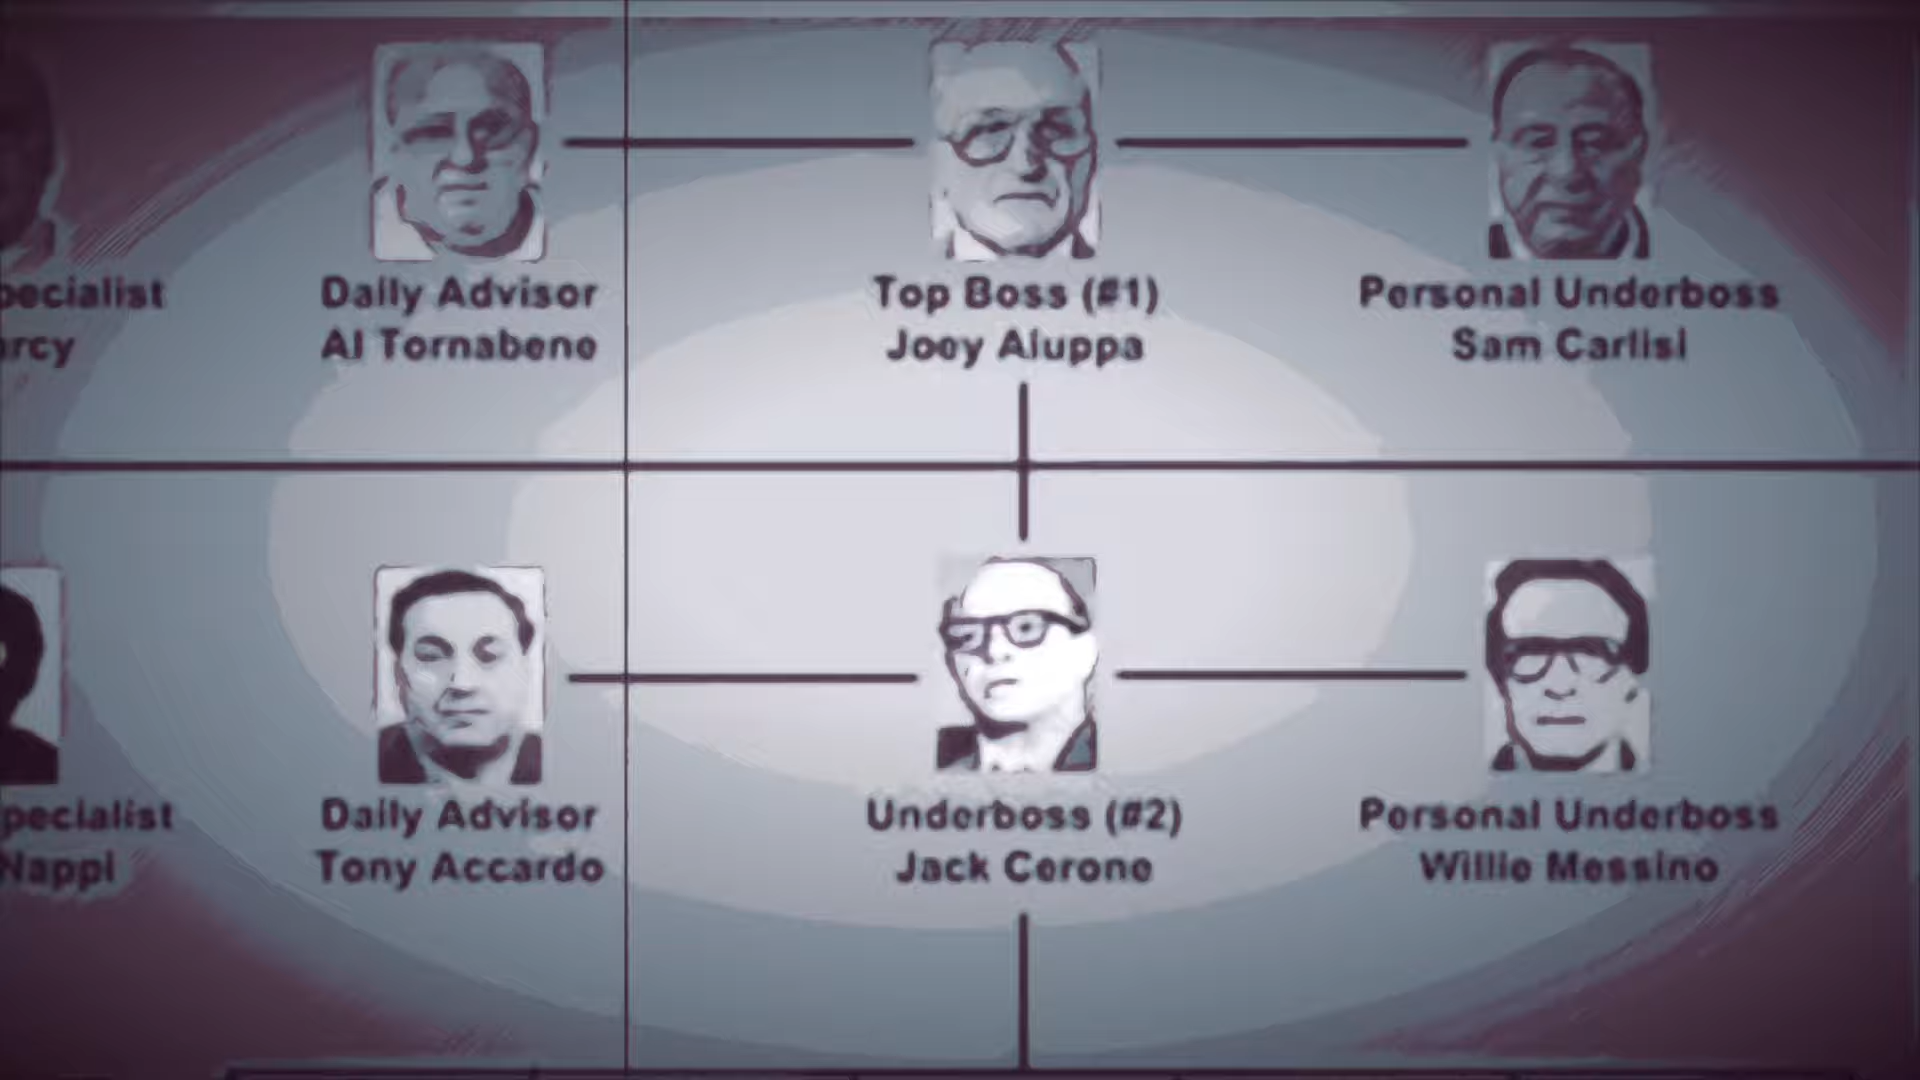 pecialist
arcy
Daily Advisor
Al Tornabene
Top Boss (#1)
Joey Aiuppa
Personal Underboss
Sam Carlisi
pecialist
Nappi
Daily Advisor
Tony Accardo
Underboss (#2)
Jack Cerone
Personal Underboss
Willie Messino